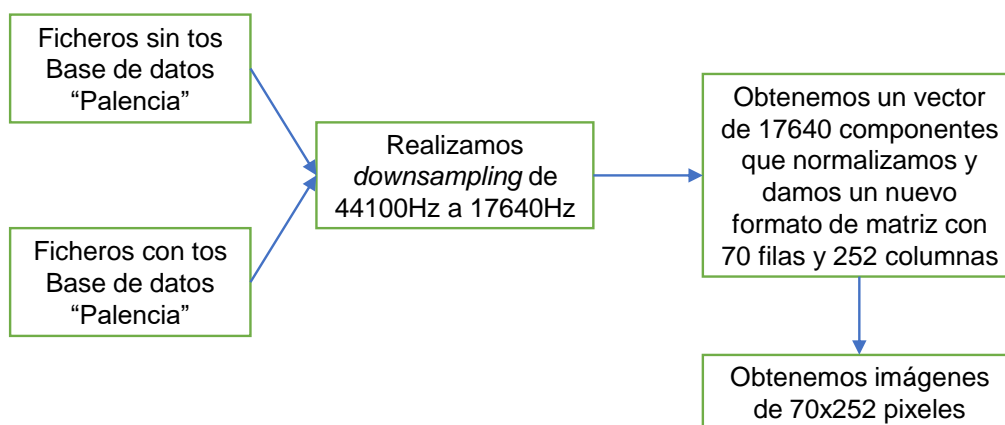 Ficheros sin tos
Base de datos
“Palencia”
Ficheros con tos
Base de datos
“Palencia”
Realizamos
downsampling de
44100Hz a 17640Hz
Obtenemos un vector
de 17640 componentes
que normalizamos y
damos un nuevo
formato de matriz con
70 filas y 252 columnas
Obtenemos imágenes
de 70x252 pixeles